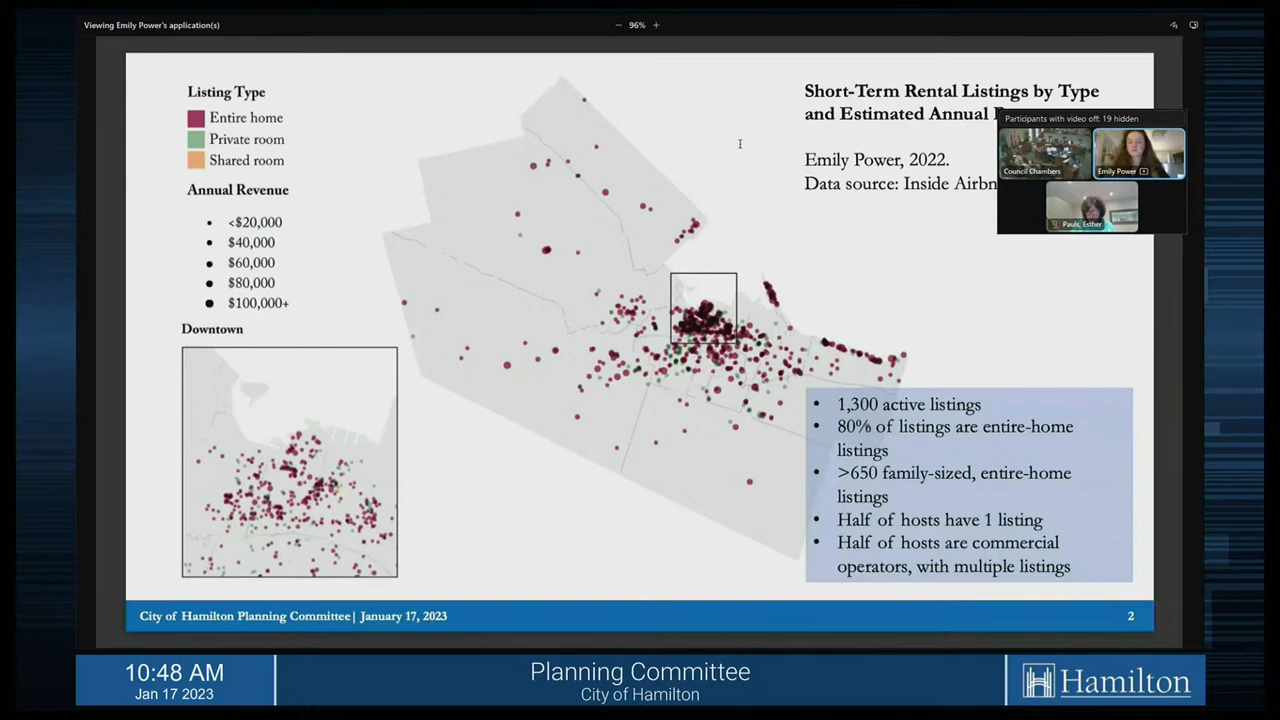 Viewing Emily Power's application(s)
96%
Listing Type
Entire home
Private room
Shared room
Annual Revenue
<$20,000
$40,000
$60,000
$80,000
$100,000+
Downtown
Short-Term Rental Listings by Type
and Estimated Annual
Emily Power, 2022.
Data source: Inside Airbn
Participants with video off: 19 hidden
Council Chambers
Emily Power
Pauls, Esther
• 1,300 active listings
• 80% of listings are entire-home
listings
• >650 family-sized, entire-home
listings
• Half of hosts have 1 listing
• Half of hosts are commercial
operators, with multiple listings
City of Hamilton Planning Committee| January 17, 2023
2
10:48 AM
Jan 17 2023
Planning Committee
City of Hamilton
Hamilton